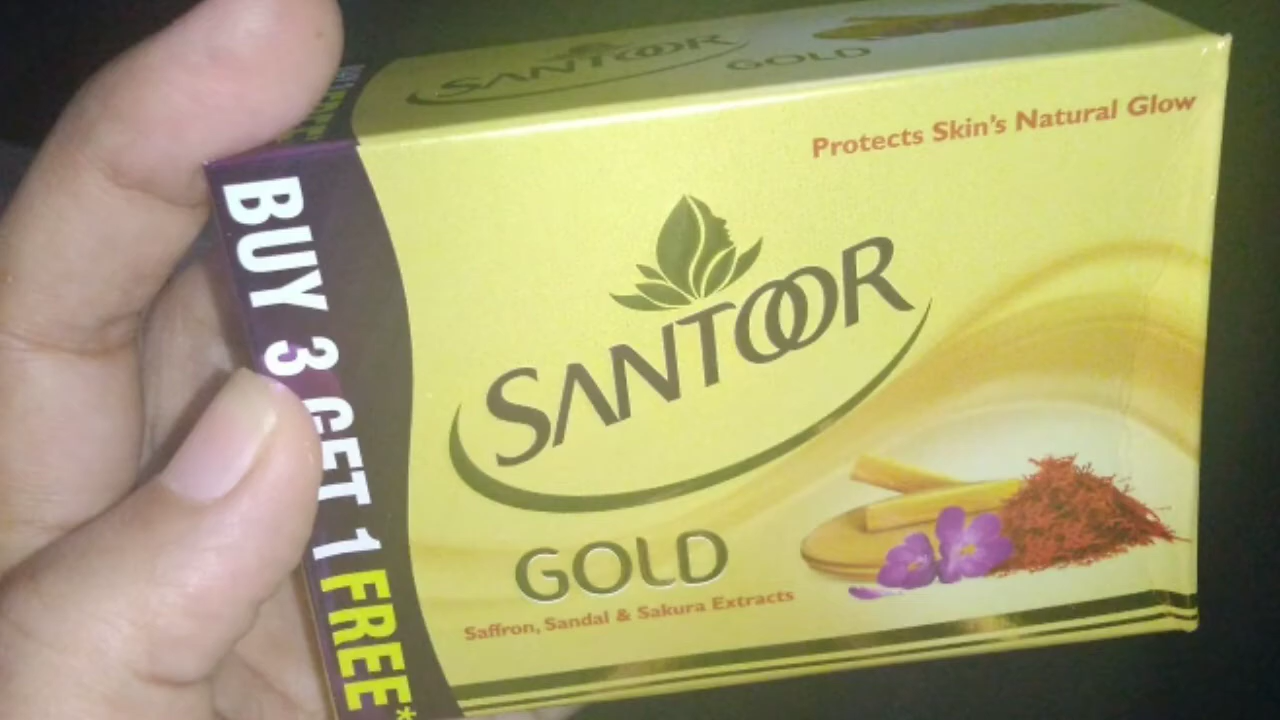 SANTOOR
GOLD
Protects Skin's Natural Glow
SANTOOR
GOLD
Saffron, Sandal & Sakura Extracts
BUY 3 GET 1 FREE*